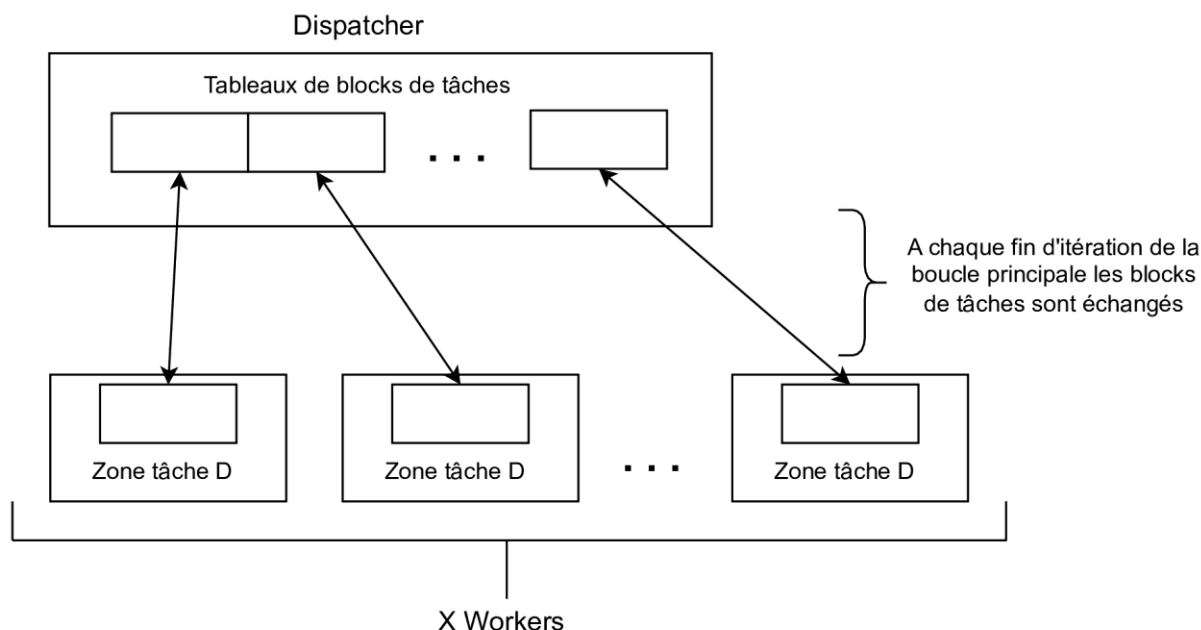 Dispatcher
Tableaux de blocks de tâches
. . .
A chaque fin d'itération de la
boucle principale les blocks
de tâches sont échangés
Zone tâche D
Zone tâche D
. . .
Zone tâche D
X Workers